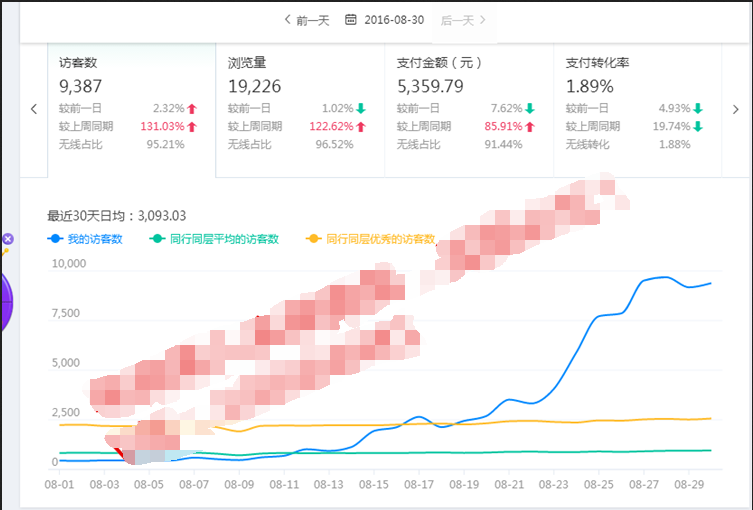 前一天 2016-08-30 后一天
访客数 浏览量 支付金额（元） 支付转化率
9,387 19,226 5,359.79 1.89%
较前一日 2.32% 较前一日 1.02% 较前一日 7.62% 较前一日 4.93%
较上周同期 131.03% 较上周同期 122.62% 较上周同期 85.91% 较上周同期 19.74%
无线占比 95.21% 无线占比 96.52% 无线占比 91.44% 无线转化 1.88%
最近30天日均：3,093.03
我的访客数 同行同层平均的访客数 同行同层优秀的访客数
10,000
7,500
5,000
2,500
0
08-01 08-03 08-05 08-07 08-09 08-11 08-13 08-15 08-17 08-19 08-21 08-23 08-25 08-27 08-29